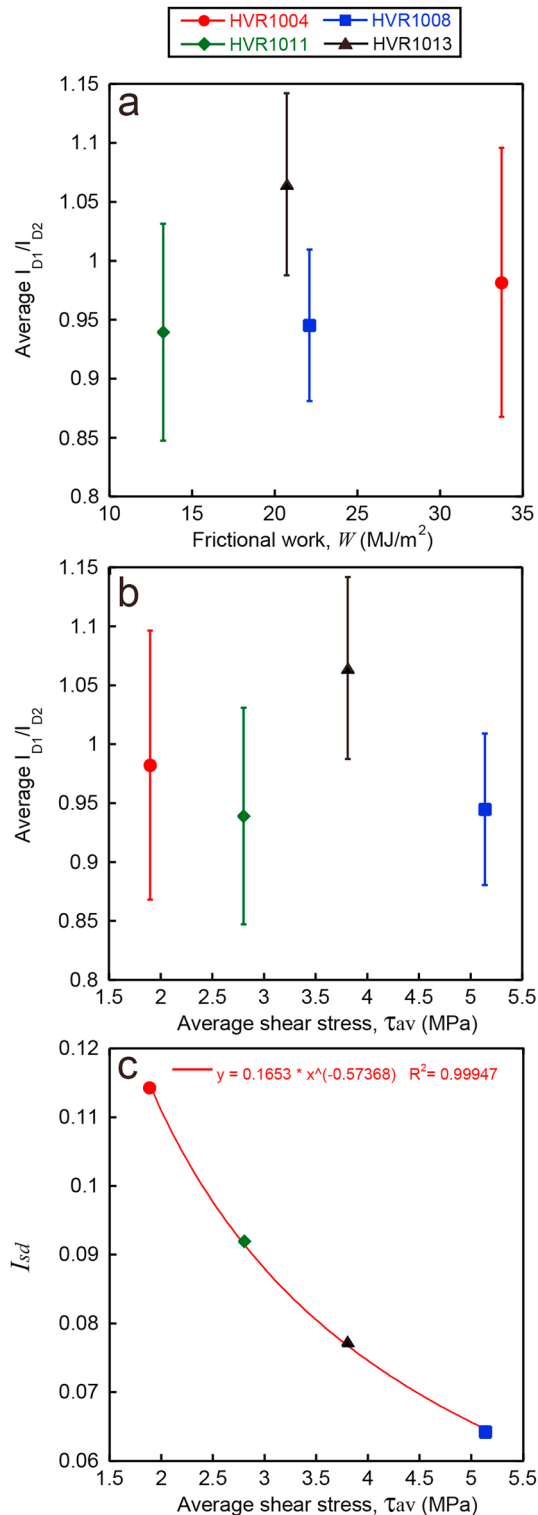 HVR1004 HVR1008
HVR1011 HVR1013
a
1.15
1.1
1.05
1
0.95
0.9
0.85
0.8
Average I_D1/I_D2
10 15 20 25 30 35
Frictional work, W (MJ/m²)
b
1.15
1.1
1.05
1
0.95
0.9
0.85
0.8
Average I_D1/I_D2
1.5 2 2.5 3 3.5 4 4.5 5 5.5
Average shear stress, τav (MPa)
c
y = 0.1653 * x^(-0.57368) R²= 0.99947
0.12
0.11
0.1
0.09
0.08
0.07
0.06
Isd
1.5 2 2.5 3 3.5 4 4.5 5 5.5
Average shear stress, τav (MPa)